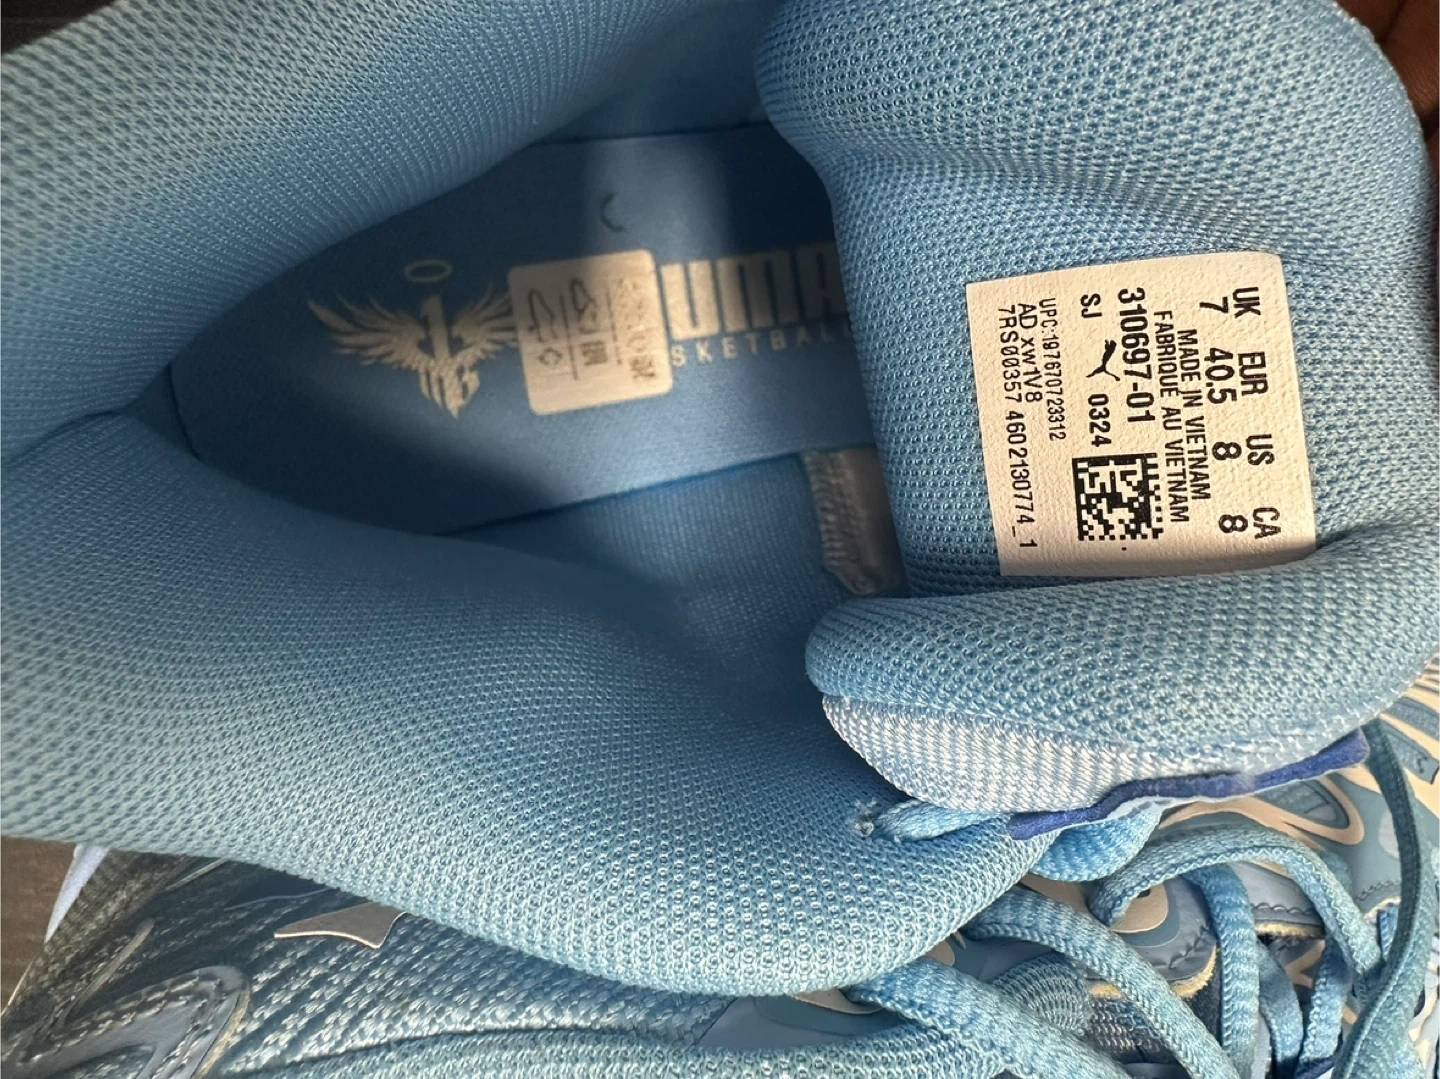 UK EUR US CA
7 40.5 8 8
MADE IN VIETNAM
FABRIQUÉ AU VIETNAM
310697-01
SJ 0324
UPC:197670723312
AD XW1V8
7RS00357 4602130774_1
UMA
SKETBAL